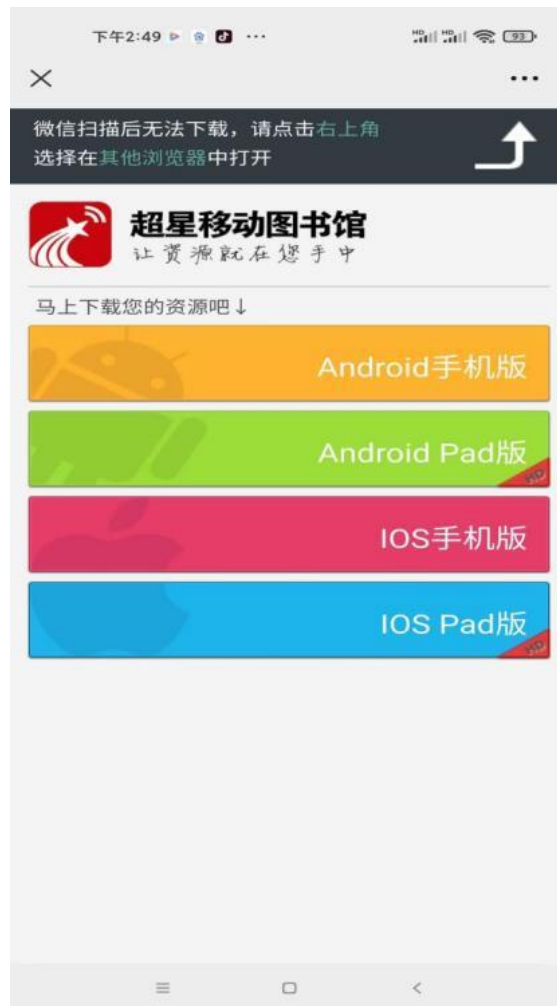 下午2:49 ··· HD HD 93
微信扫描后无法下载，请点击右上角
选择在其他浏览器中打开
超星移动图书馆
让资源就在您手中
马上下载您的资源吧↓
Android手机版
Android Pad版
HD
IOS手机版
IOS Pad版
HD